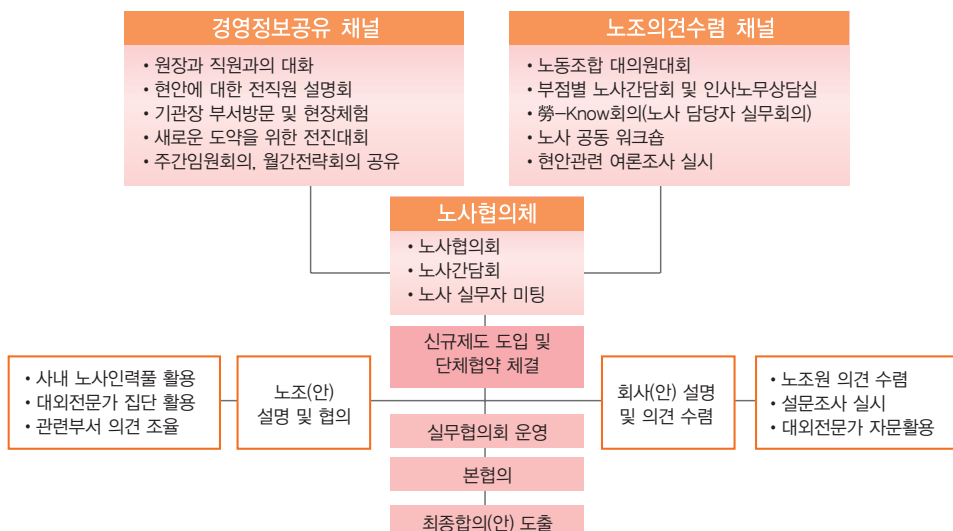 경영정보공유 채널
• 원장과 직원과의 대화
• 현안에 대한 전직원 설명회
• 기관장 부서방문 및 현장체험
• 새로운 도약을 위한 전진대회
• 주간임원회의, 월간전략회의 공유
노조의견수렴 채널
• 노동조합 대의원대회
• 부점별 노사간담회 및 인사노무상담실
• 勞-Know회의(노사 담당자 실무회의)
• 노사 공동 워크숍
• 현안관련 여론조사 실시
노사협의체
• 노사협의회
• 노사간담회
• 노사 실무자 미팅
신규제도 도입 및
단체협약 체결
• 사내 노사인력풀 활용
• 대외전문가 집단 활용
• 관련부서 의견 조율
노조(안)
설명 및 협의
회사(안) 설명
및 의견 수렴
• 노조원 의견 수렴
• 설문조사 실시
• 대외전문가 자문활용
실무협의회 운영
본협의
최종합의(안) 도출